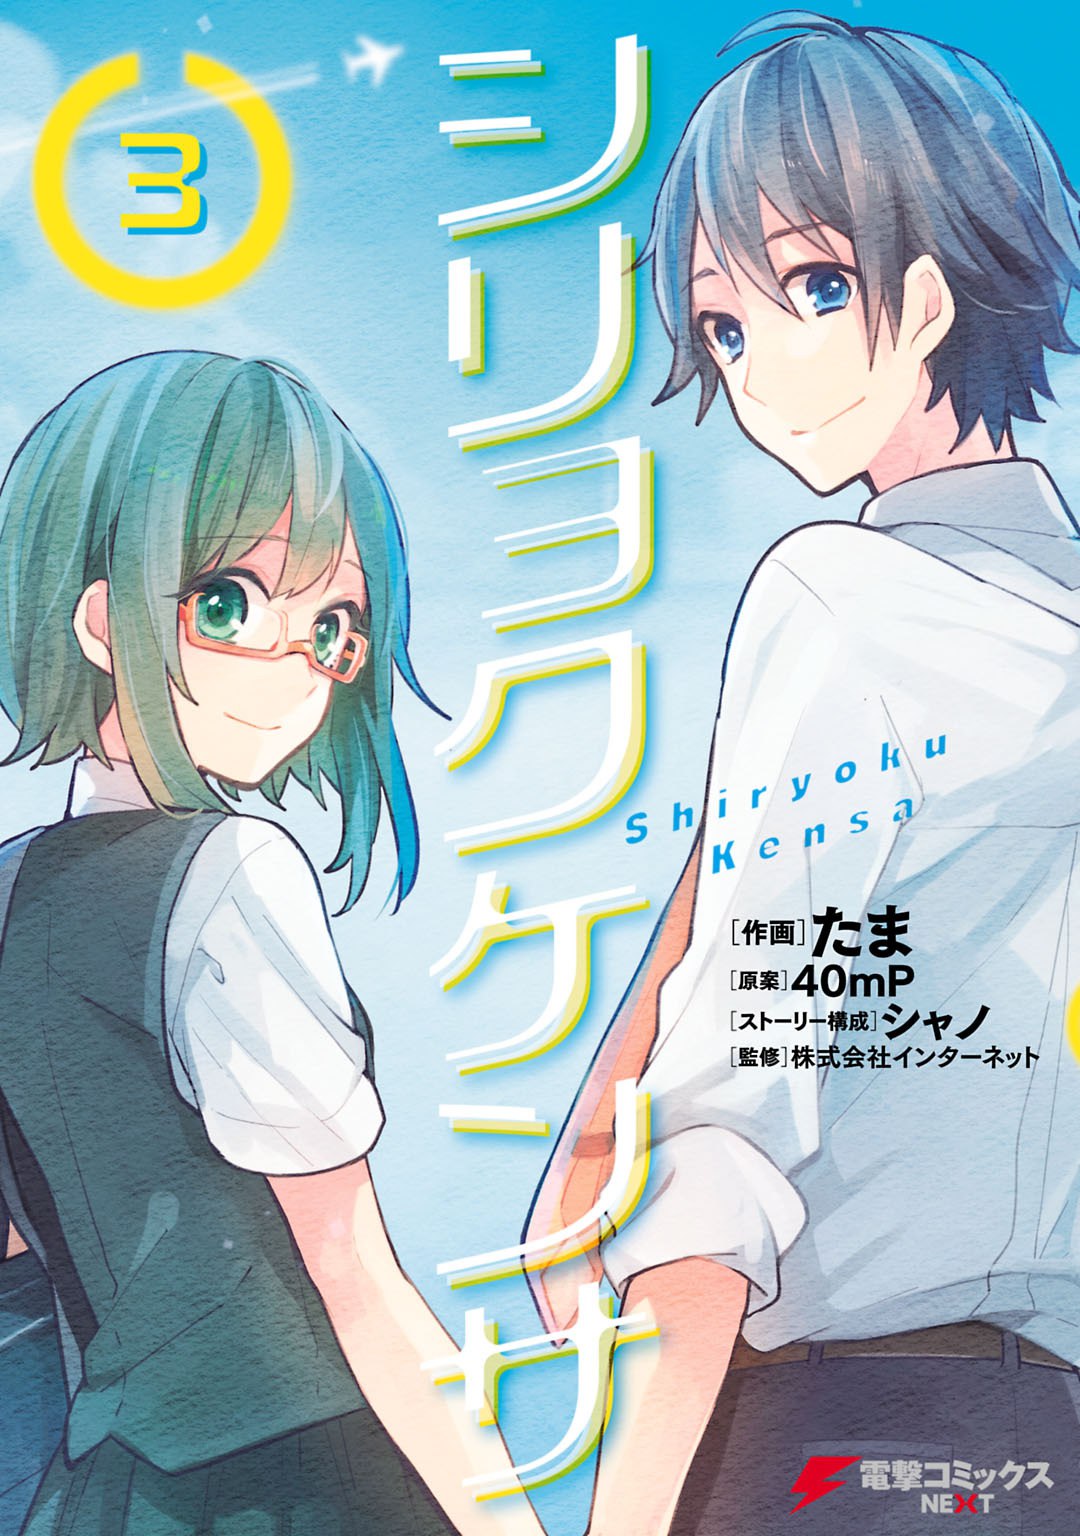 3
シリョクケンサ
Shiryoku
Kensa
[作画]たま
[原案]40mP
[ストーリー構成]シャノ
[監修]株式会社インターネット
電撃コミックス
NEXT